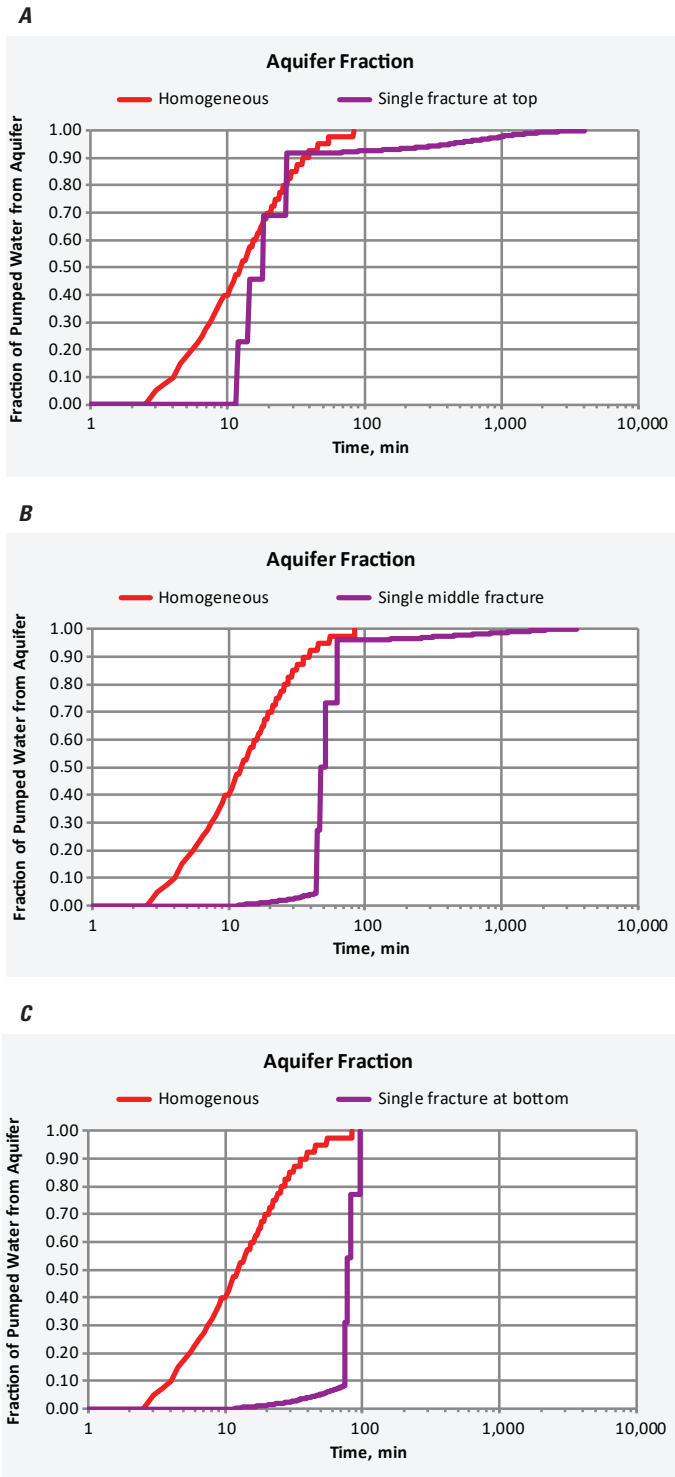 A
Aquifer Fraction
Homogeneous Single fracture at top
Fraction of Pumped Water from Aquifer
1.00
0.90
0.80
0.70
0.60
0.50
0.40
0.30
0.20
0.10
0.00
1 10 100 1,000 10,000
Time, min
B
Aquifer Fraction
Homogeneous Single middle fracture
Fraction of Pumped Water from Aquifer
1.00
0.90
0.80
0.70
0.60
0.50
0.40
0.30
0.20
0.10
0.00
1 10 100 1,000 10,000
Time, min
C
Aquifer Fraction
Homogenous Single fracture at bottom
Fraction of Pumped Water from Aquifer
1.00
0.90
0.80
0.70
0.60
0.50
0.40
0.30
0.20
0.10
0.00
1 10 100 1,000 10,000
Time, min